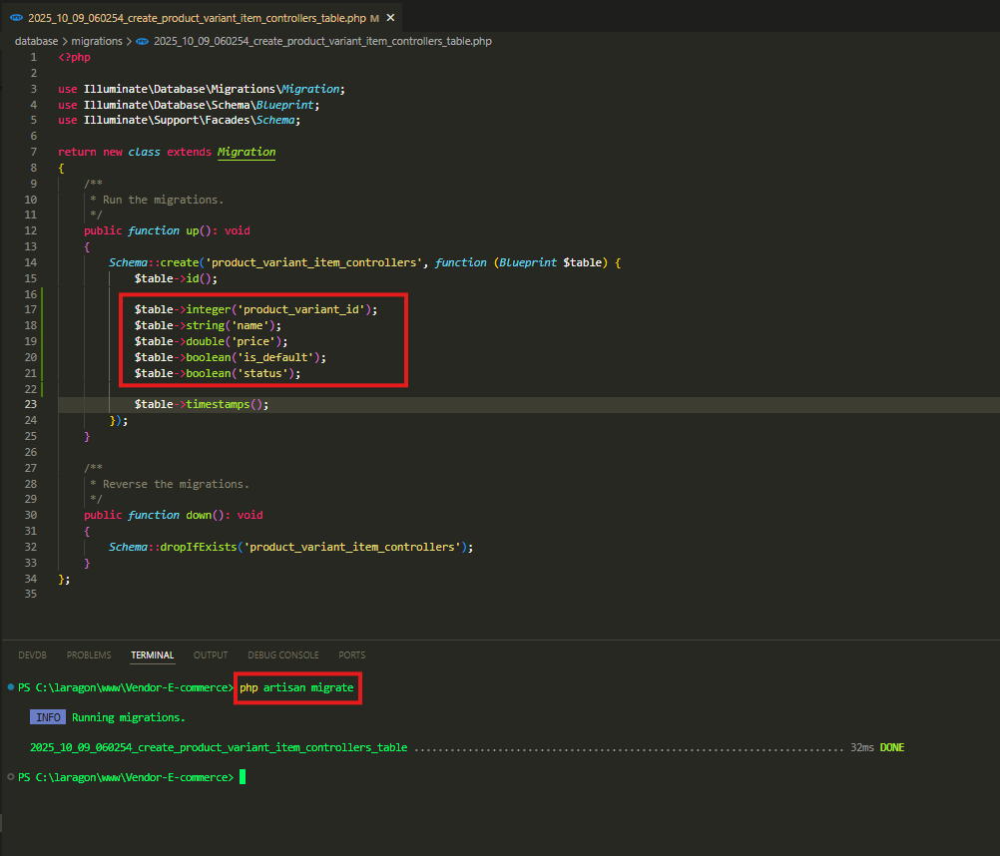 2025_10_09_060254_create_product_variant_item_controllers_table.php M ×
database > migrations > 2025_10_09_060254_create_product_variant_item_controllers_table.php
1 <?php
2
3 use Illuminate\Database\Migrations\Migration;
4 use Illuminate\Database\Schema\Blueprint;
5 use Illuminate\Support\Facades\Schema;
6
7 return new class extends Migration
8 {
9 /**
10 * Run the migrations.
11 */
12 public function up(): void
13 {
14 Schema::create('product_variant_item_controllers', function (Blueprint $table) {
15 $table->id();
16
17 $table->integer('product_variant_id');
18 $table->string('name');
19 $table->double('price');
20 $table->boolean('is_default');
21 $table->boolean('status');
22
23 $table->timestamps();
24 });
25 }
26
27 /**
28 * Reverse the migrations.
29 */
30 public function down(): void
31 {
32 Schema::dropIfExists('product_variant_item_controllers');
33 }
34 };
35
DEVDB PROBLEMS TERMINAL OUTPUT DEBUG CONSOLE PORTS
PS C:\laragon\www\Vendor-E-commerce> php artisan migrate
INFO Running migrations.
2025_10_09_060254_create_product_variant_item_controllers_table ........................................................................ 32ms DONE
PS C:\laragon\www\Vendor-E-commerce>